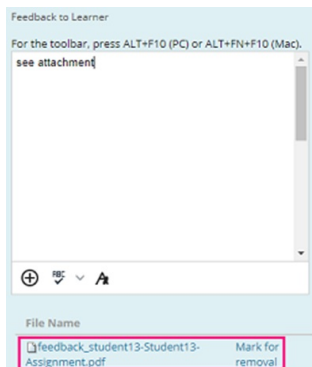 Feedback to Learner
For the toolbar, press ALT+F10 (PC) or ALT+FN+F10 (Mac).
see attachment
ABC
A
File Name
feedback_student13-Student13- Mark for
Assignment.pdf removal